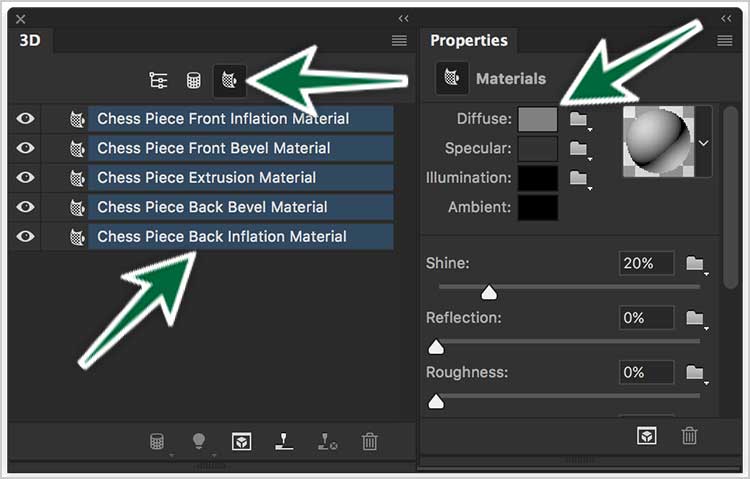 3D
Chess Piece Front Inflation Material
Chess Piece Front Bevel Material
Chess Piece Extrusion Material
Chess Piece Back Bevel Material
Chess Piece Back Inflation Material
Properties
Materials
Diffuse:
Specular:
Illumination:
Ambient:
Shine: 20%
Reflection: 0%
Roughness: 0%